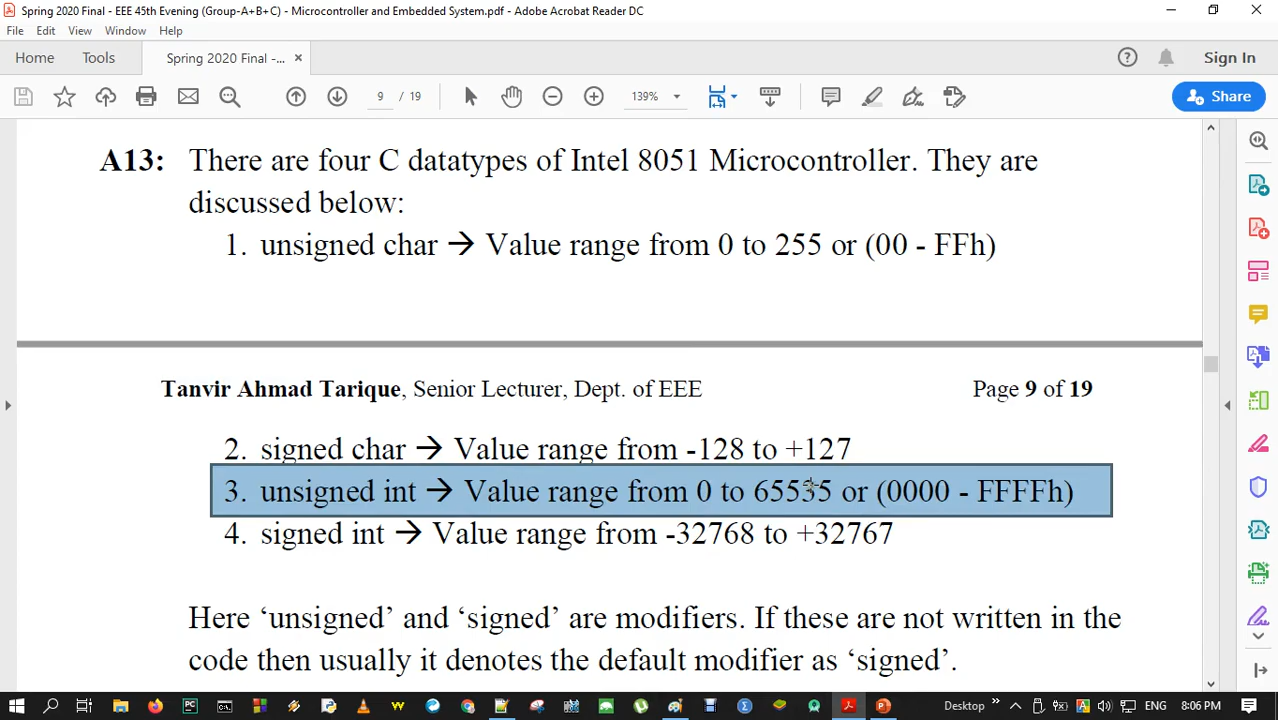 Spring 2020 Final - EEE 45th Evening (Group-A+B+C) - Microcontroller and Embedded System.pdf - Adobe Acrobat Reader DC
File Edit View Window Help
Home Tools Spring 2020 Final -... × Sign In
9 / 19 139% Share
A13: There are four C datatypes of Intel 8051 Microcontroller. They are
discussed below:
1. unsigned char → Value range from 0 to 255 or (00 - FFh)
Tanvir Ahmad Tarique, Senior Lecturer, Dept. of EEE Page 9 of 19
2. signed char → Value range from -128 to +127
3. unsigned int → Value range from 0 to 65535 or (0000 - FFFFh)
4. signed int → Value range from -32768 to +32767
Here ‘unsigned’ and ‘signed’ are modifiers. If these are not written in the
code then usually it denotes the default modifier as ‘signed’.
Desktop » ENG 8:06 PM